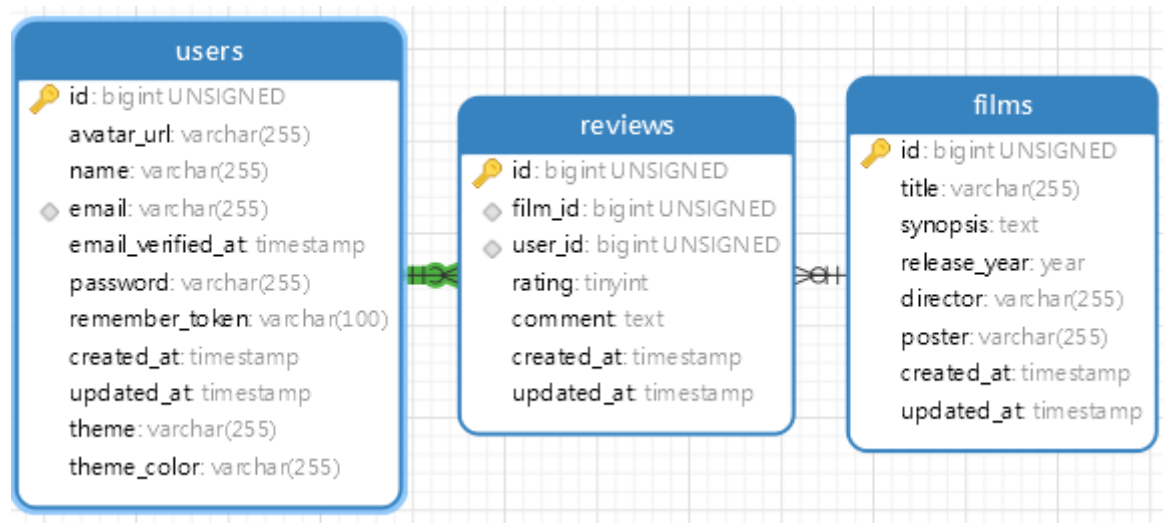 users
id: bigint UNSIGNED
avatar_url: varchar(255)
name: varchar(255)
email: varchar(255)
email_verified_at: timestamp
password: varchar(255)
remember_token: varchar(100)
created_at: timestamp
updated_at: timestamp
theme: varchar(255)
theme_color: varchar(255)
reviews
id: bigint UNSIGNED
film_id: bigint UNSIGNED
user_id: bigint UNSIGNED
rating: tinyint
comment: text
created_at: timestamp
updated_at: timestamp
films
id: bigint UNSIGNED
title: varchar(255)
synopsis: text
release_year: year
director: varchar(255)
poster: varchar(255)
created_at: timestamp
updated_at: timestamp